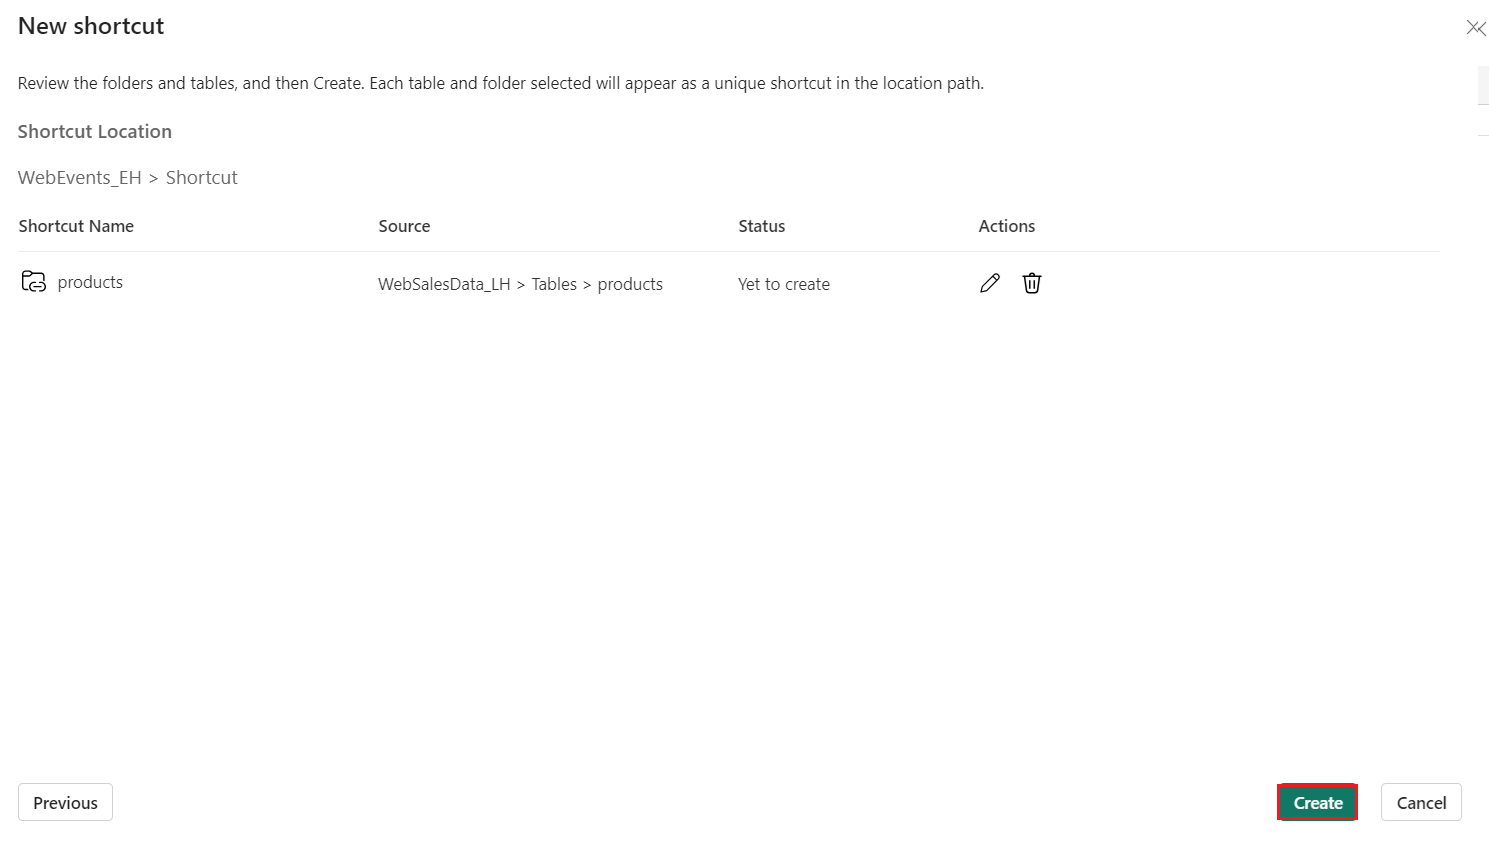 New shortcut
Review the folders and tables, and then Create. Each table and folder selected will appear as a unique shortcut in the location path.
Shortcut Location
WebEvents_EH > Shortcut
Shortcut Name Source Status Actions
products WebSalesData_LH > Tables > products Yet to create
Previous Create Cancel